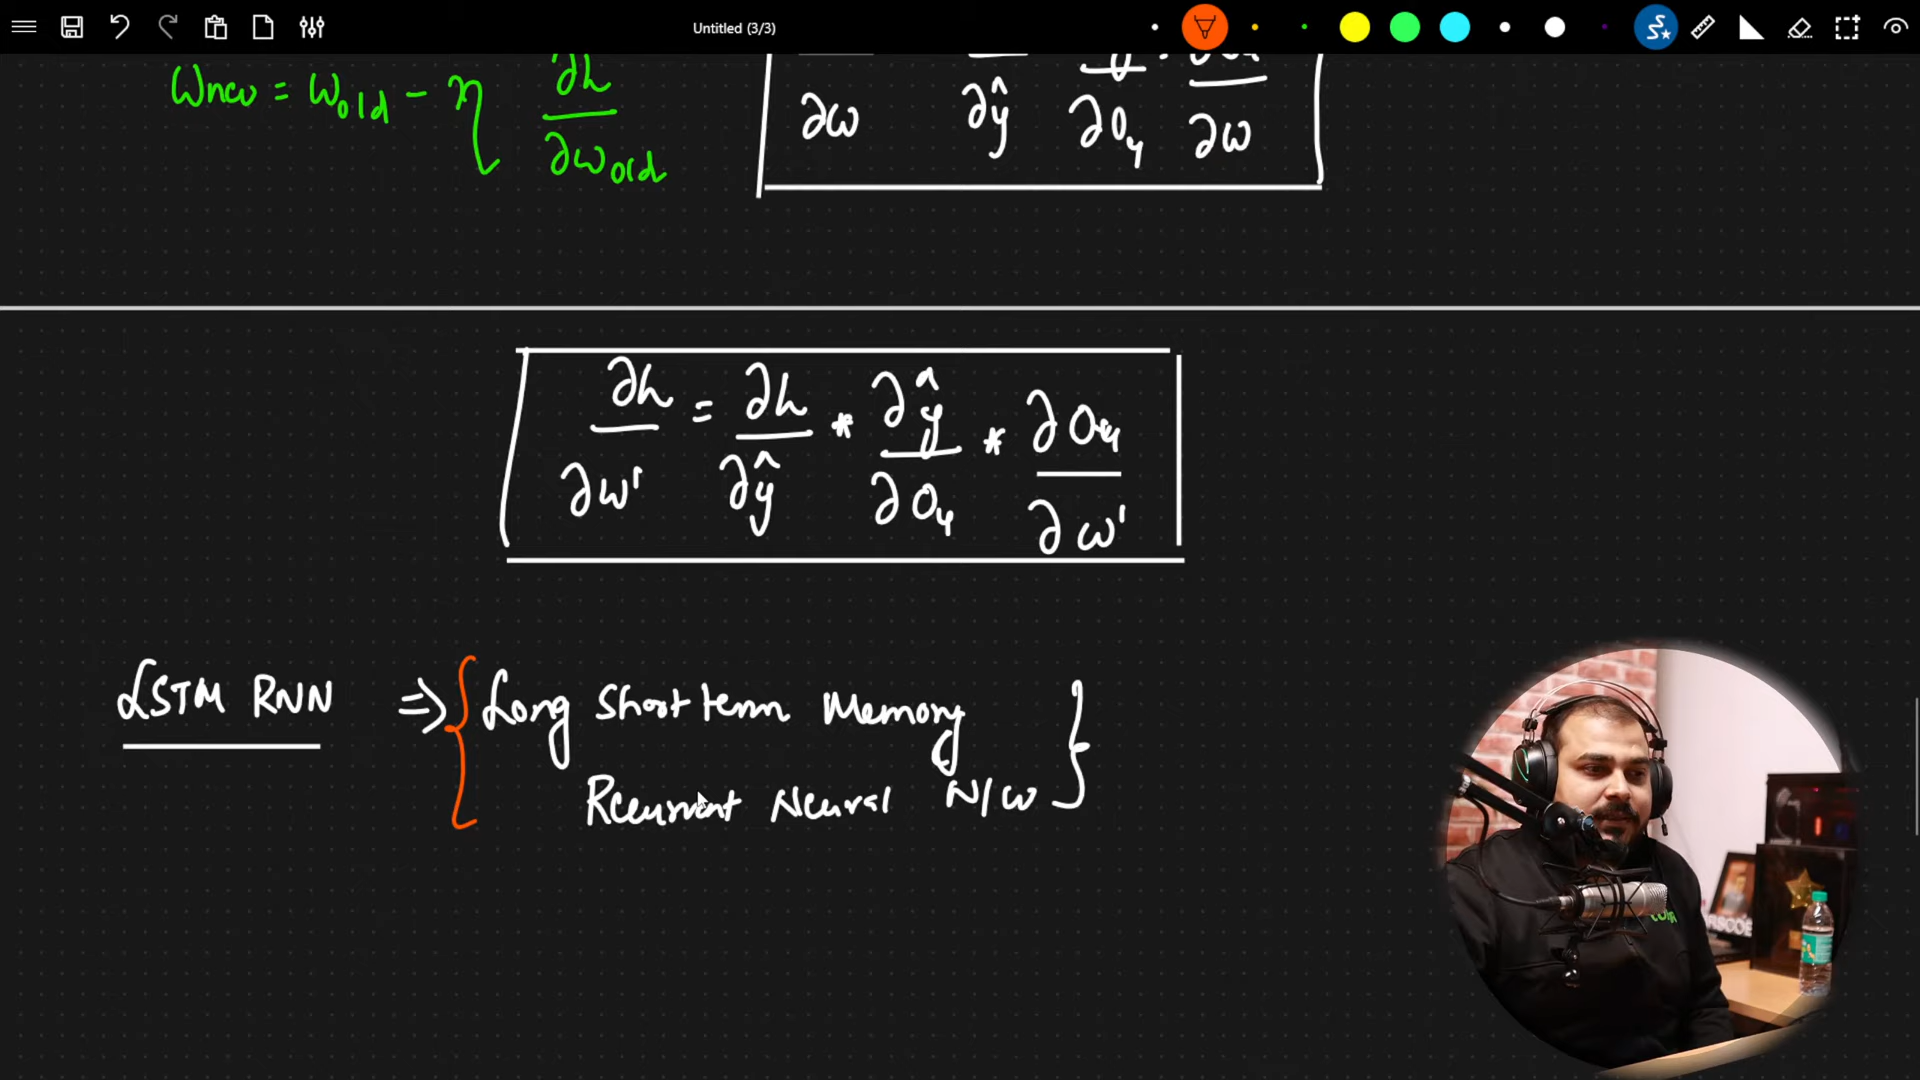 Untitled (3/3)
Wnew = Wold - η ∂L / ∂Wold
∂w ∂ŷ ∂O₄ ∂w
∂L / ∂w' = ∂L / ∂ŷ * ∂ŷ / ∂O₄ * ∂O₄ / ∂w'
LSTM RNN ⇒ { Long Short term Memory
Recurrent Neural N/W }